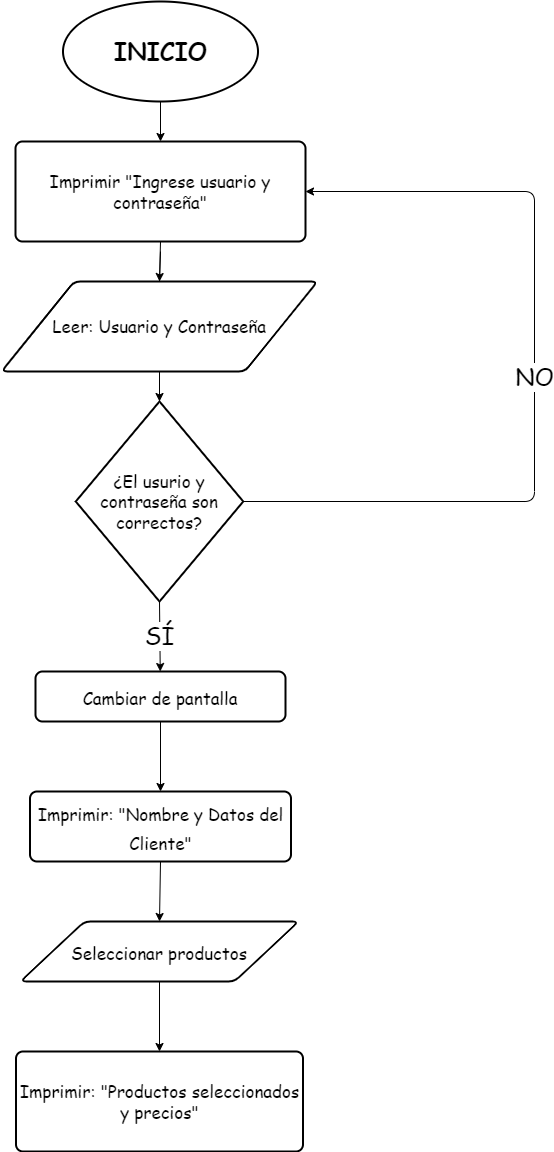 INICIO
Imprimir "Ingrese usuario y
contraseña"
Leer: Usuario y Contraseña
NO
¿El usurio y
contraseña son
correctos?
SÍ
Cambiar de pantalla
Imprimir: "Nombre y Datos del
Cliente"
Seleccionar productos
Imprimir: "Productos seleccionados
y precios"